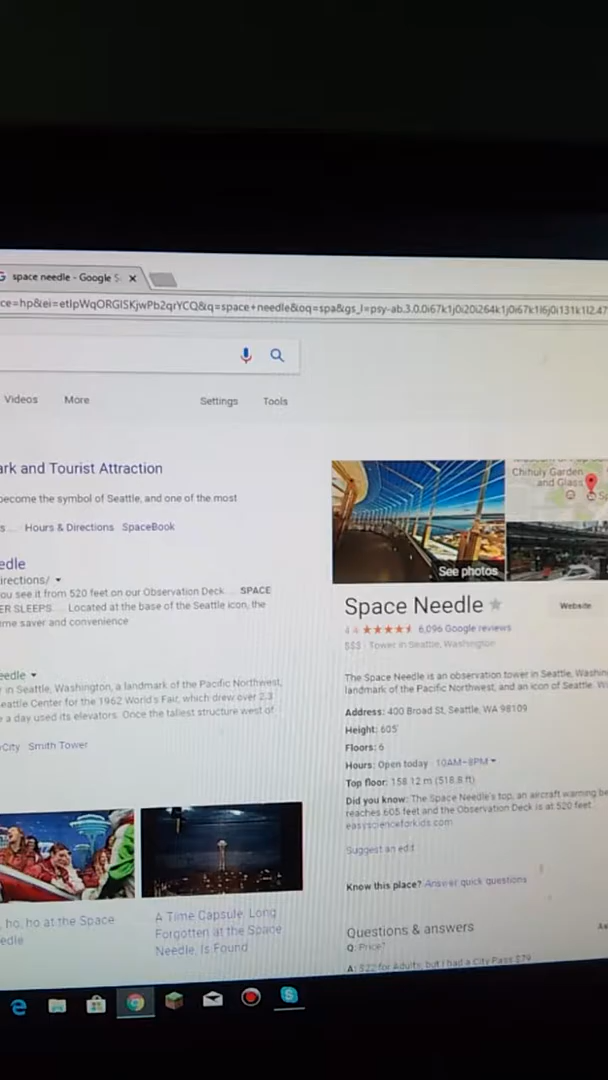 space needle - Google S
ce=hp&ei=etIpWqORGISKjwPb2qrYCQ&q=space+needle&oq=spa&gs_l=psy-ab.3.0.0i67k1j0i20i264k1j0i67k1l6j0i131k1l2.47
Videos More Settings Tools
ark and Tourist Attraction
become the symbol of Seattle, and one of the most
s ... Hours & Directions SpaceBook
edle
irections/
ou see it from 520 feet on our Observation Deck ... SPACE
ER SLEEPS ... Located at the base of the Seattle icon, the
me saver and convenience
eedle
r in Seattle, Washington, a landmark of the Pacific Northwest,
eattle Center for the 1962 World's Fair, which drew over 2.3
e a day used its elevators. Once the tallest structure west of
City Smith Tower
, ho, ho at the Space
edle
A Time Capsule, Long
Forgotten at the Space
Needle, Is Found
Chihuly Garden
and Glass
See photos
Space Needle
Website
6,096 Google reviews
$$$ · Tower in Seattle, Washington
The Space Needle is an observation tower in Seattle, Washin
landmark of the Pacific Northwest, and an icon of Seattle. W
Address: 400 Broad St, Seattle, WA 98109
Height: 605'
Floors: 6
Hours: Open today · 10AM–8PM
Top floor: 158.12 m (518.8 ft)
Did you know: The Space Needle's top, an aircraft warning be
reaches 605 feet and the Observation Deck is at 520 feet.
easyscienceforkids.com
Suggest an edit
Know this place? Answer quick questions
Questions & answers
Q: Price?
A: $22 for Adults, but I had a City Pass $79